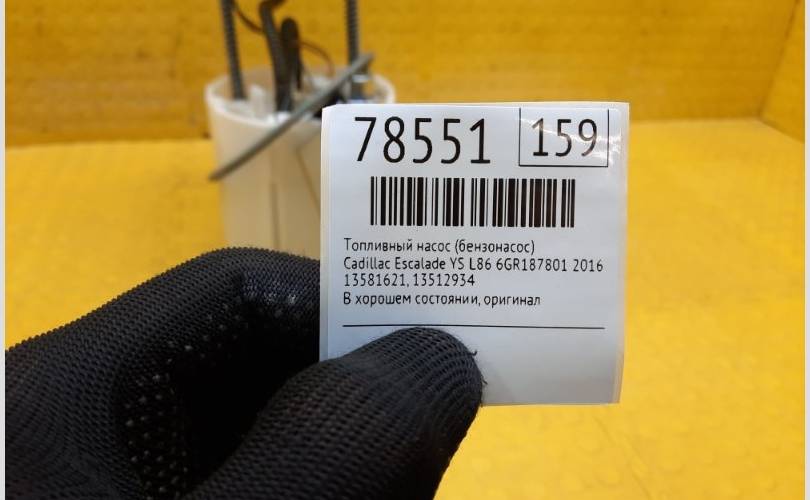 78551 159
Топливный насос (бензонасос)
Cadillac Escalade YS L86 6GR187801 2016
13581621, 13512934
В хорошем состоянии, оригинал